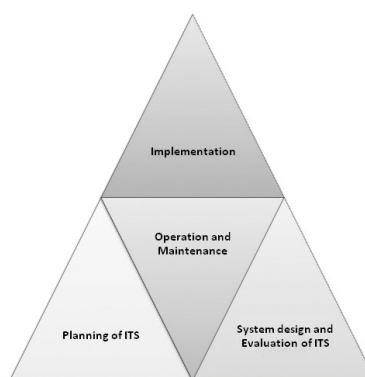 Implementation
Operation and
Maintenance
Planning of ITS
System design and
Evaluation of ITS